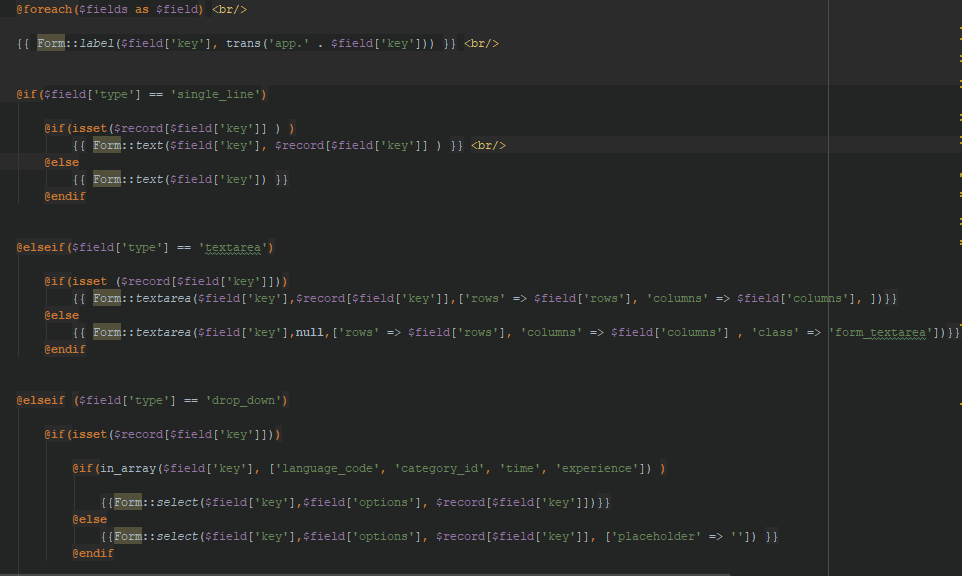 @foreach($fields as $field) <br/>
{{ Form::label($field['key'], trans('app.' . $field['key'])) }} <br/>
@if($field['type'] == 'single_line')
@if(isset($record[$field['key']] ) )
{{ Form::text($field['key'], $record[$field['key']] ) }} <br/>
@else
{{ Form::text($field['key']) }}
@endif
@elseif($field['type'] == 'textarea')
@if(isset ($record[$field['key']]))
{{ Form::textarea($field['key'],$record[$field['key']],['rows' => $field['rows'], 'columns' => $field['columns'], ])}}
@else
{{ Form::textarea($field['key'],null,['rows' => $field['rows'], 'columns' => $field['columns'] , 'class' => 'form_textarea'])}}
@endif
@elseif ($field['type'] == 'drop_down')
@if(isset($record[$field['key']]))
@if(in_array($field['key'], ['language_code', 'category_id', 'time', 'experience']) )
{{Form::select($field['key'],$field['options'], $record[$field['key']])}}
@else
{{Form::select($field['key'],$field['options'], $record[$field['key']], ['placeholder' => '']) }}
@endif